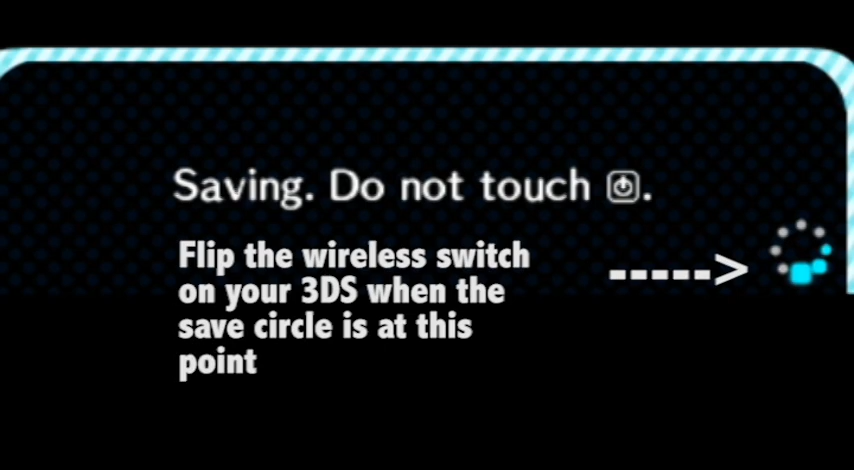 Saving. Do not touch ⏻.
Flip the wireless switch
on your 3DS when the
save circle is at this
point
----->